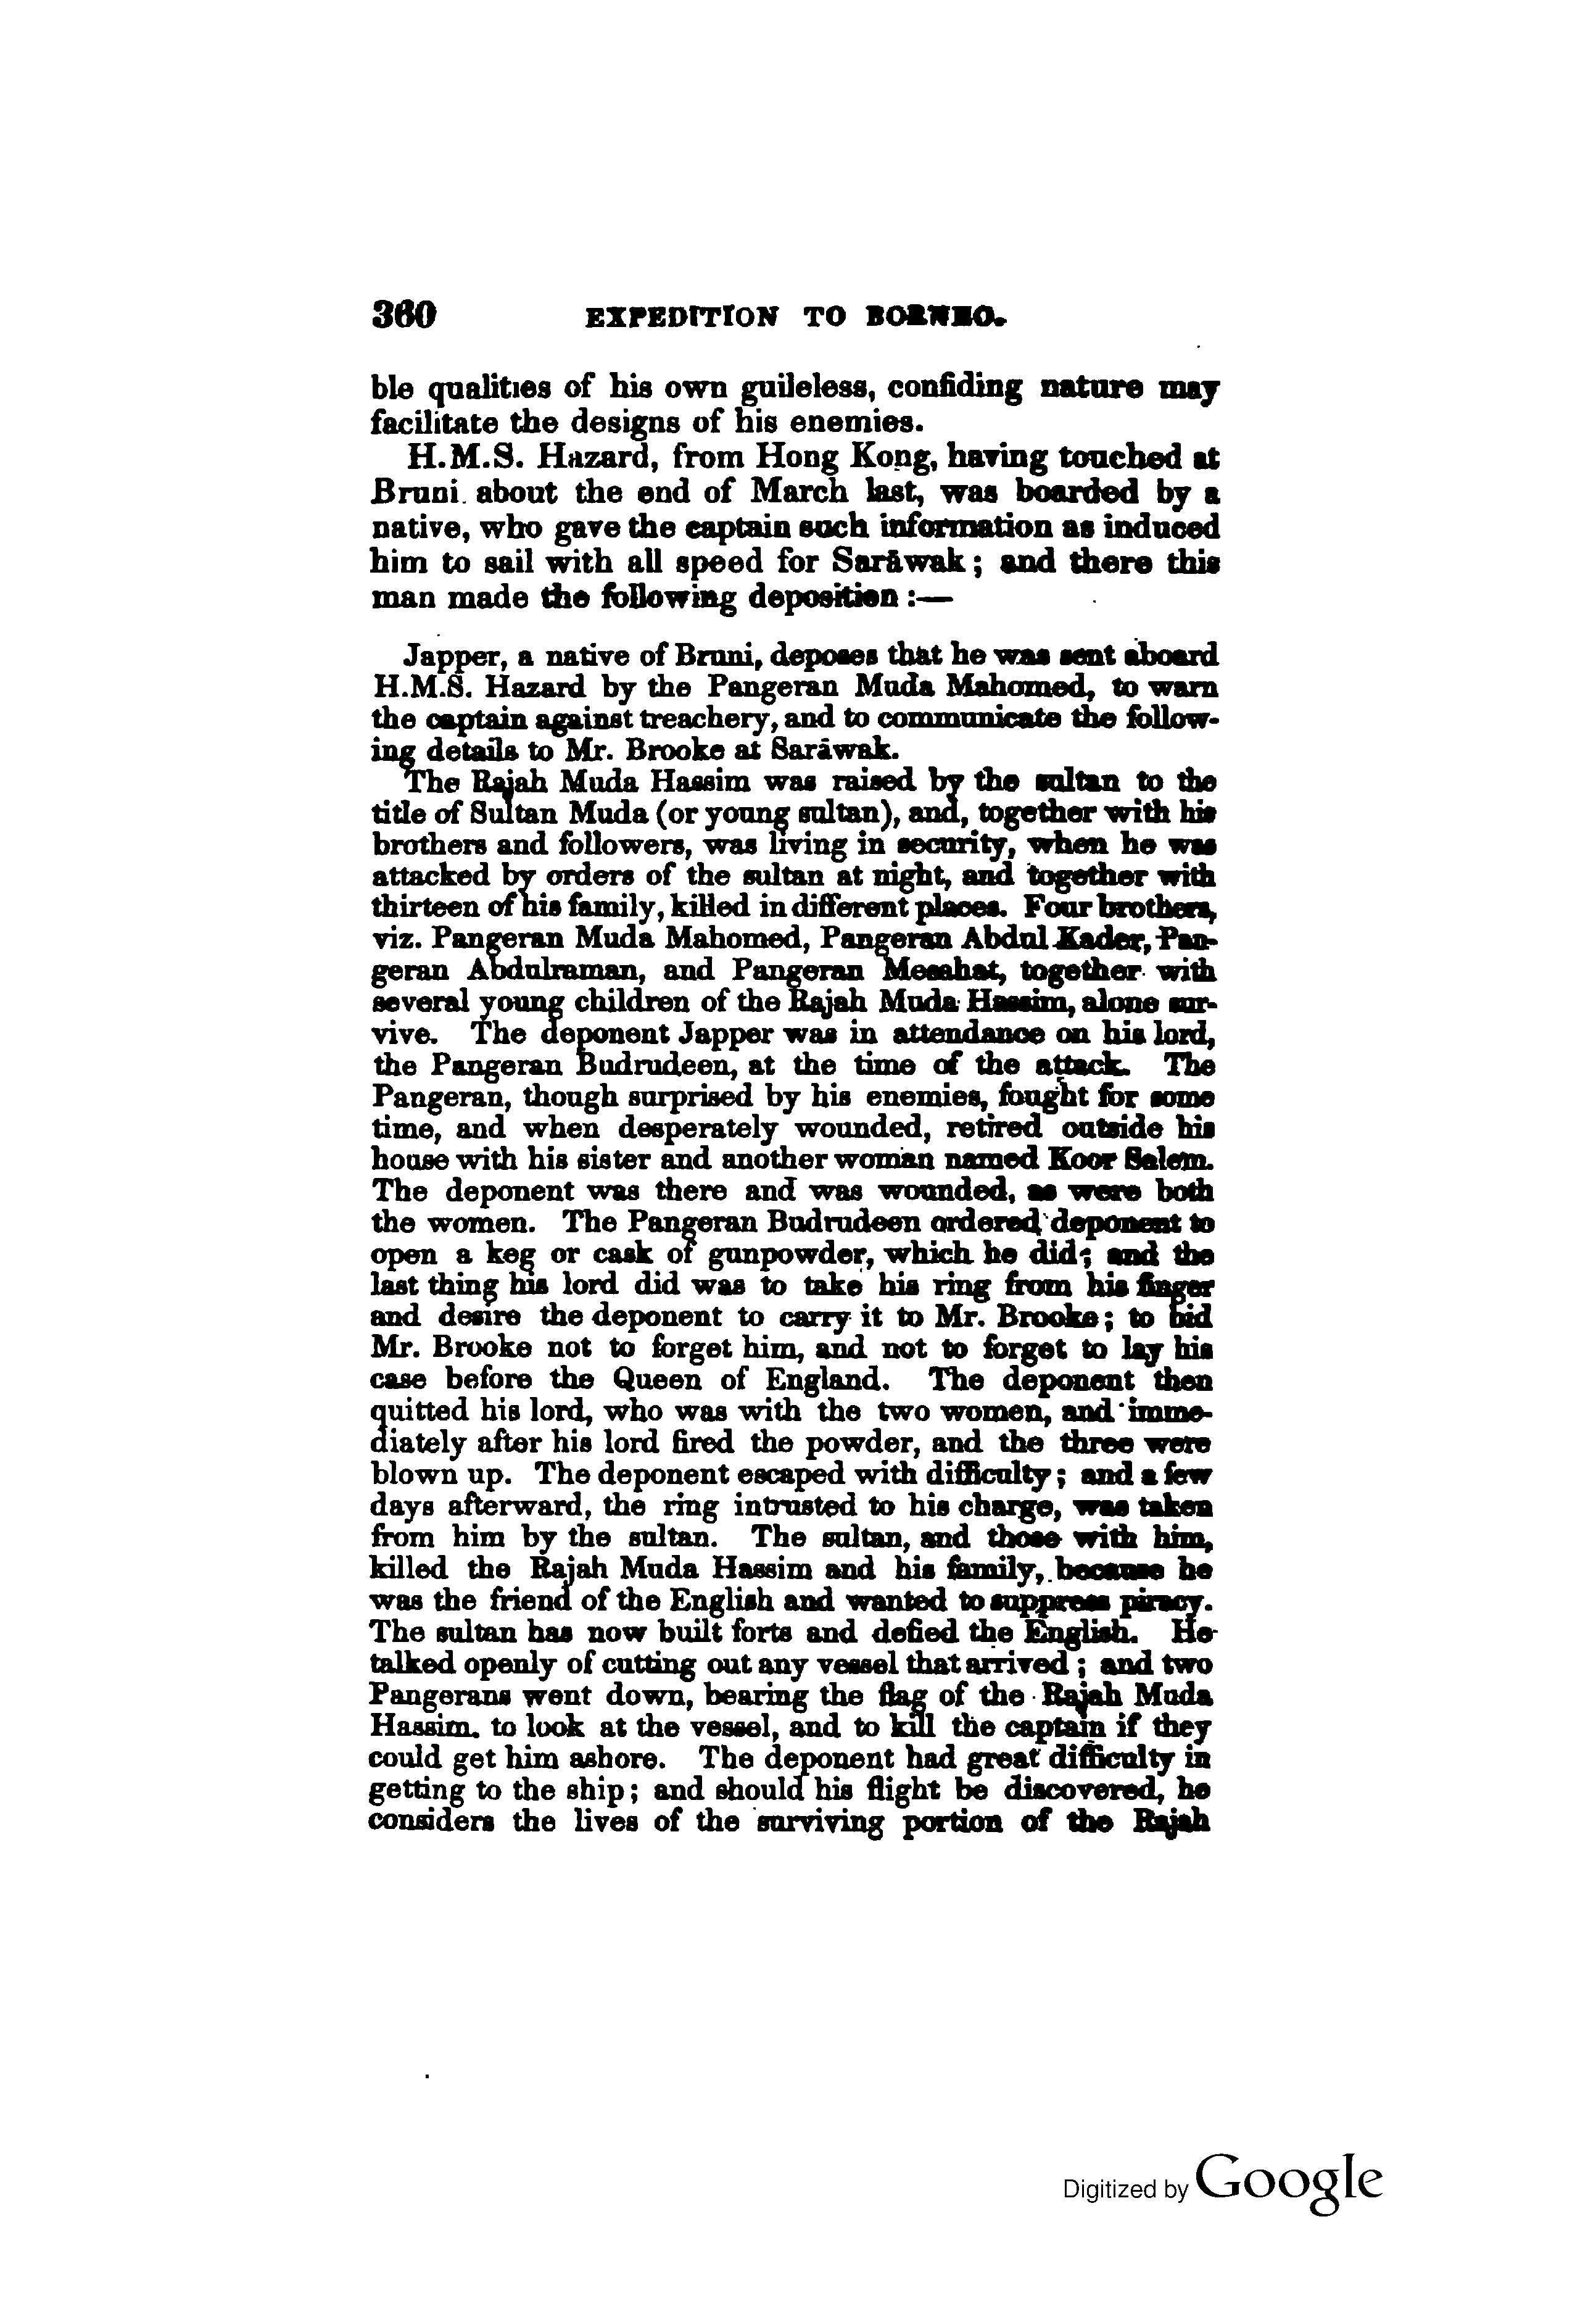 360 EXPEDITION TO BORNEO.
ble qualities of his own guileless, confiding nature may
facilitate the designs of his enemies.
H.M.S. Hazard, from Hong Kong, having touched at
Bruni about the end of March last, was boarded by a
native, who gave the captain such information as induced
him to sail with all speed for Sarāwak; and there this
man made the following deposition:—
Japper, a native of Bruni, deposes that he was sent aboard
H.M.S. Hazard by the Pangeran Muda Mahomed, to warn
the captain against treachery, and to communicate the follow-
ing details to Mr. Brooke at Sarāwak.
The Rajah Muda Hassim was raised by the sultan to the
title of Sultan Muda (or young sultan), and, together with his
brothers and followers, was living in security, when he was
attacked by orders of the sultan at night, and together with
thirteen of his family, killed in different places. Four brothers,
viz. Pangeran Muda Mahomed, Pangeran Abdul Kader, Pan-
geran Abdulraman, and Pangeran Mesahat, together with
several young children of the Rajah Muda Hassim, alone sur-
vive. The deponent Japper was in attendance on his lord,
the Pangeran Budrudeen, at the time of the attack. The
Pangeran, though surprised by his enemies, fought for some
time, and when desperately wounded, retired outside his
house with his sister and another woman named Koor Salem.
The deponent was there and was wounded, as were both
the women. The Pangeran Budrudeen ordered deponent to
open a keg or cask of gunpowder, which he did; and the
last thing his lord did was to take his ring from his finger
and desire the deponent to carry it to Mr. Brooke; to bid
Mr. Brooke not to forget him, and not to forget to lay his
case before the Queen of England. The deponent then
quitted his lord, who was with the two women, and imme-
diately after his lord fired the powder, and the three were
blown up. The deponent escaped with difficulty; and a few
days afterward, the ring intrusted to his charge, was taken
from him by the sultan. The sultan, and those with him,
killed the Rajah Muda Hassim and his family, because he
was the friend of the English and wanted to suppress piracy.
The sultan has now built forts and defied the English. He
talked openly of cutting out any vessel that arrived; and two
Pangerans went down, bearing the flag of the Rajah Muda
Hassim. to look at the vessel, and to kill the captain if they
could get him ashore. The deponent had great difficulty in
getting to the ship; and should his flight be discovered, he
considers the lives of the surviving portion of the Rajah
Digitized by Google